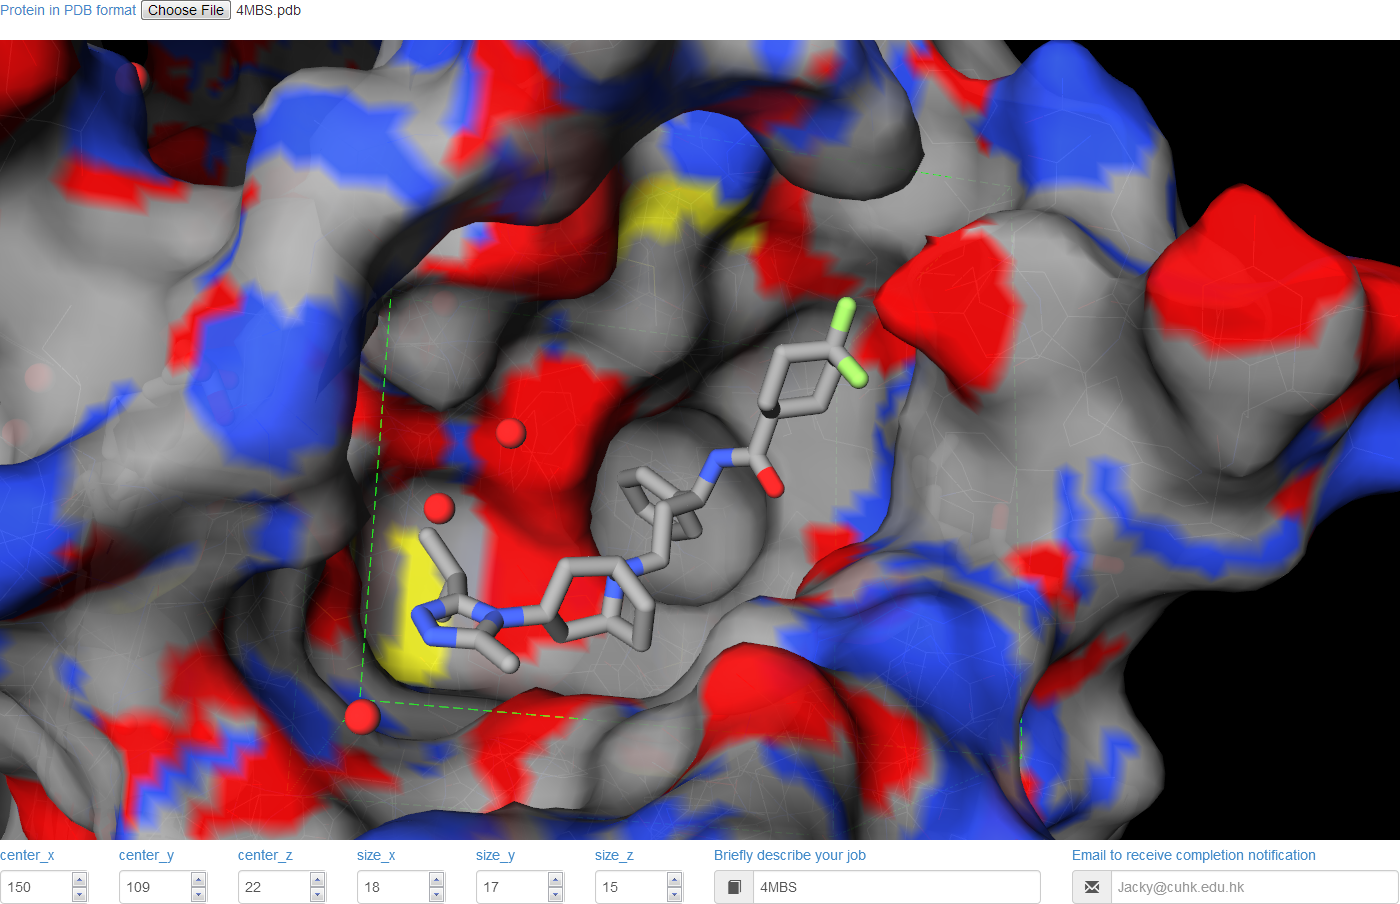 Protein in PDB format Choose File 4MBS.pdb
center_x center_y center_z size_x size_y size_z Briefly describe your job Email to receive completion notification
150 109 22 18 17 15 4MBS Jacky@cuhk.edu.hk